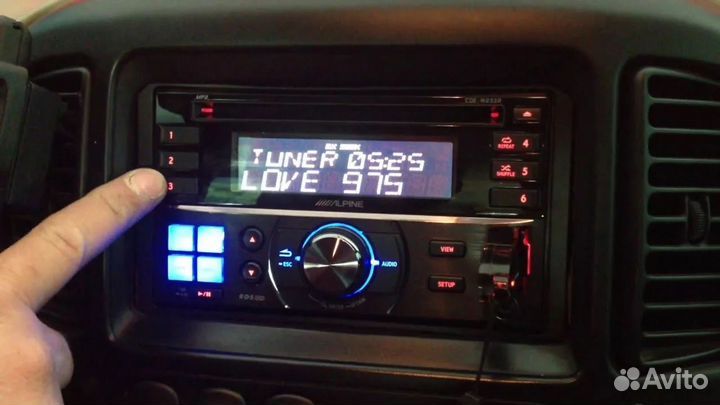 MP3
1
2
3
TUNER 05:25
LOVE 975
ALPINE
REPEAT 4
SHUFFLE 5
6
ESC
AUDIO
VIEW
SETUP
Avito